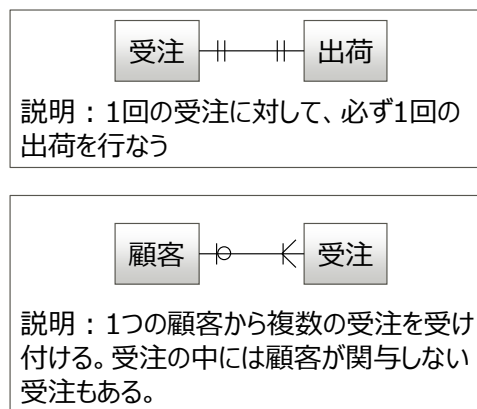 受注 出荷
説明：1回の受注に対して、必ず1回の
出荷を行なう
顧客 受注
説明：1つの顧客から複数の受注を受け
付ける。受注の中には顧客が関与しない
受注もある。